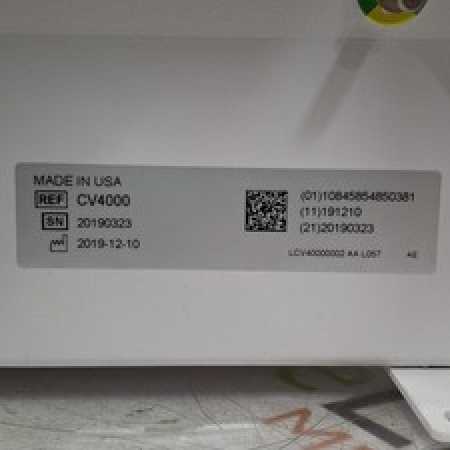 MADE IN USA
REF CV4000
SN 20190323
2019-12-10
(01)10845854850381
(11)191210
(21)20190323
LCV40000002 AA L057 AE